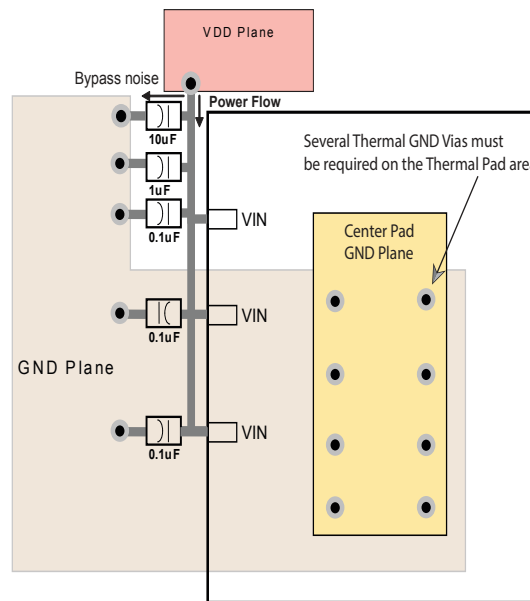 VDD Plane
Bypass noise
Power Flow
10uF
Several Thermal GND Vias must
be required on the Thermal Pad are
1uF
0.1uF
VIN
Center Pad
GND Plane
VIN
0.1uF
GND Plane
VIN
0.1uF